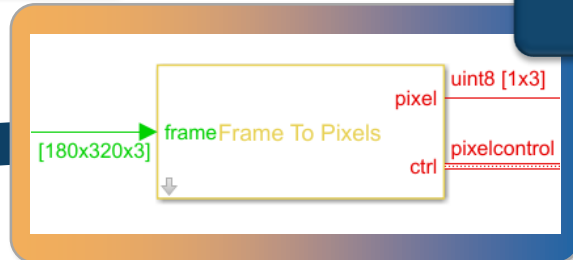 uint8 [1x3]
pixel
frame Frame To Pixels
[180x320x3]
pixelcontrol
ctrl